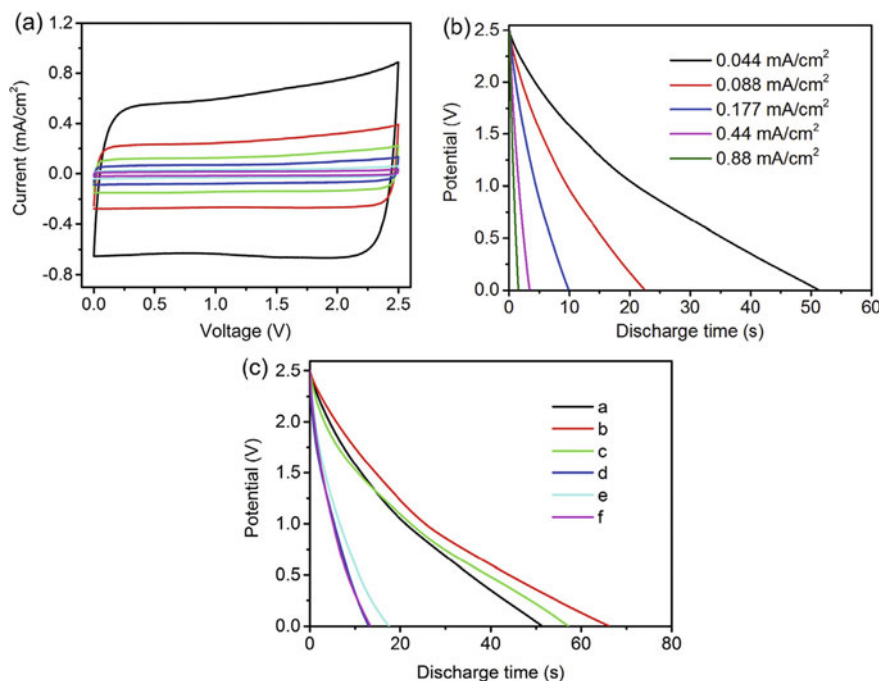 (a)
1.2
0.8
0.4
0.0
-0.4
-0.8
Current (mA/cm²)
0.0 0.5 1.0 1.5 2.0 2.5
Voltage (V)
(b)
2.5
2.0
1.5
1.0
0.5
0.0
Potential (V)
0.044 mA/cm²
0.088 mA/cm²
0.177 mA/cm²
0.44 mA/cm²
0.88 mA/cm²
0 10 20 30 40 50 60
Discharge time (s)
(c)
2.5
2.0
1.5
1.0
0.5
0.0
Potential (V)
a
b
c
d
e
f
0 20 40 60 80
Discharge time (s)